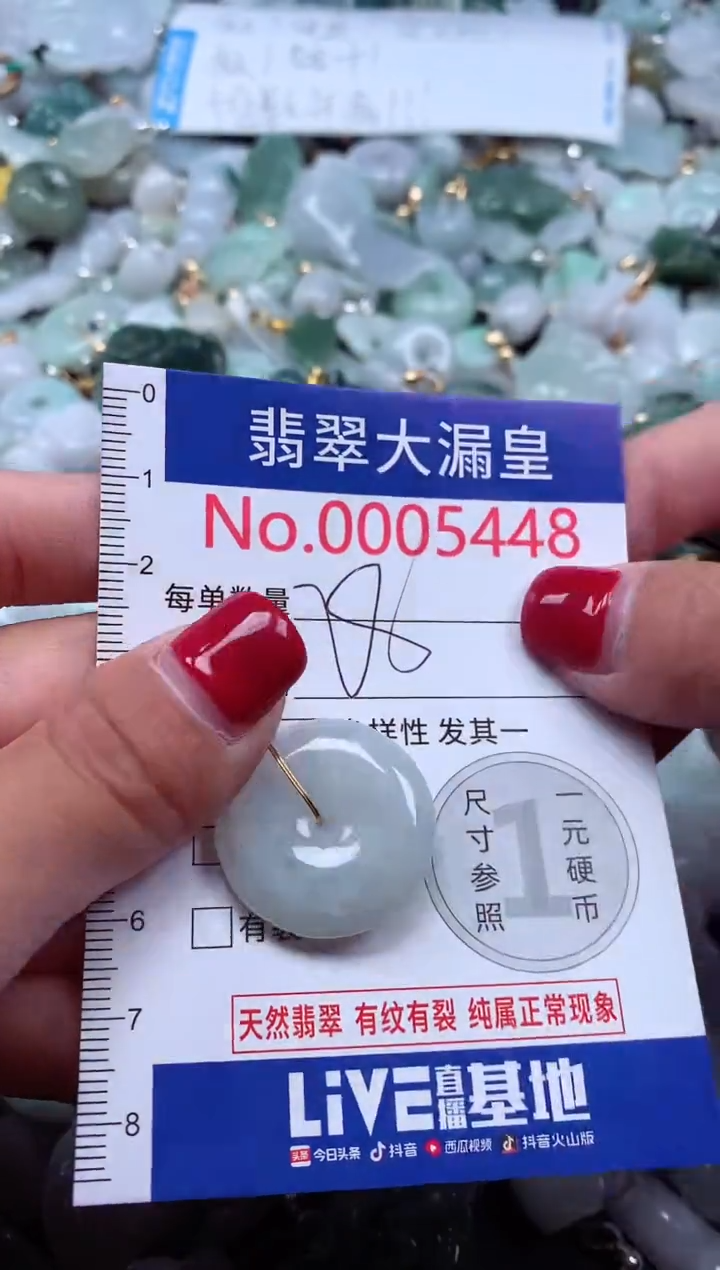 0
翡翠大漏皇
1
No.0005448
2
每单数量
样性 发其一
尺寸参照
1
一元硬币
6
有裂
7
天然翡翠 有纹有裂 纯属正常现象
LiVE直播基地
8
头条 今日头条 抖音 西瓜视频 抖音火山版